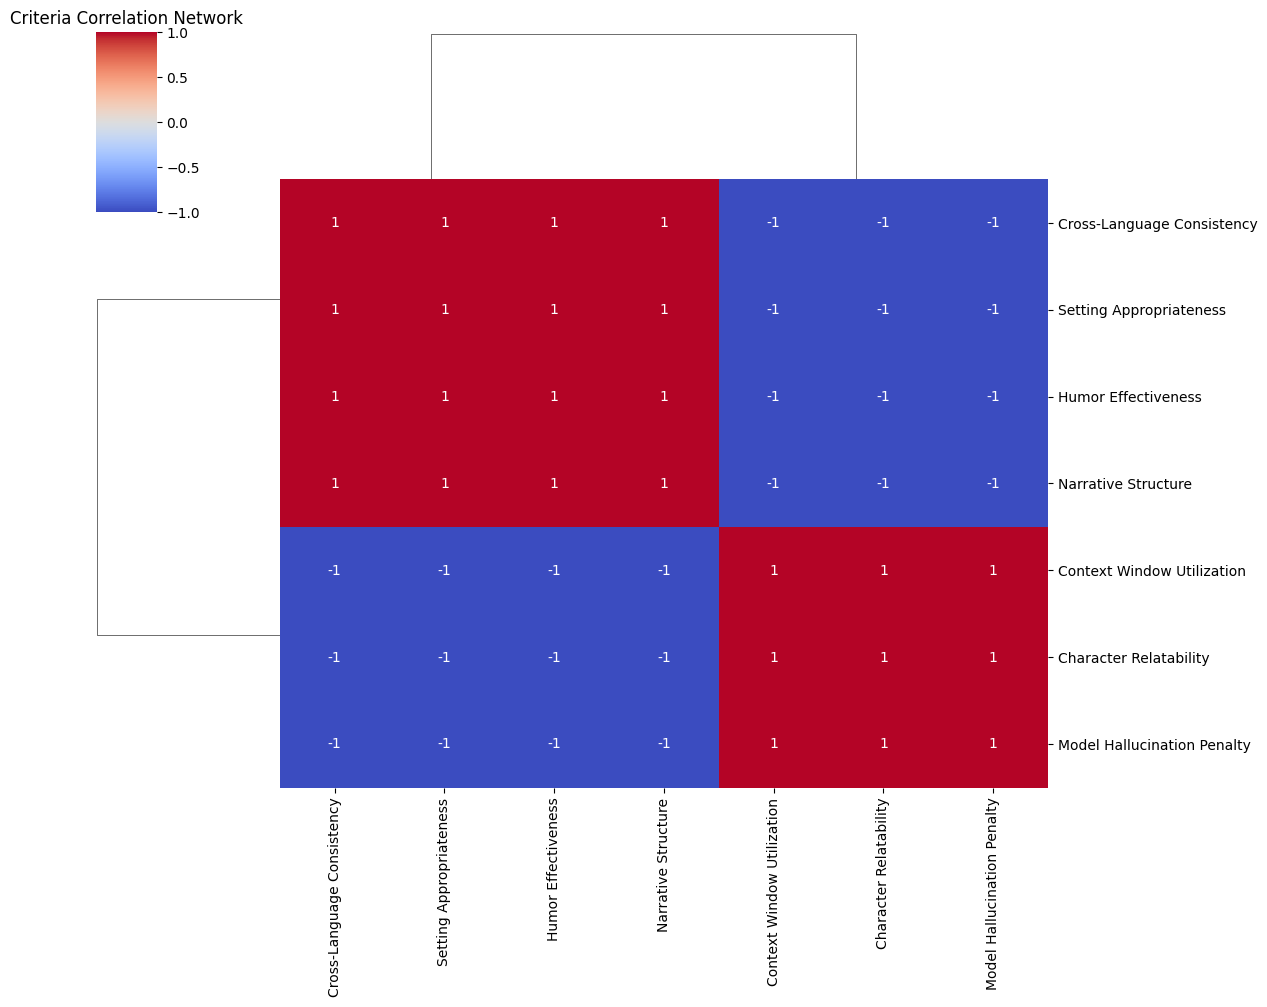 Criteria Correlation Network
1.0
0.5
0.0
−0.5
−1.0
1 1 1 1 -1 -1 -1 Cross-Language Consistency
1 1 1 1 -1 -1 -1 Setting Appropriateness
1 1 1 1 -1 -1 -1 Humor Effectiveness
1 1 1 1 -1 -1 -1 Narrative Structure
-1 -1 -1 -1 1 1 1 Context Window Utilization
-1 -1 -1 -1 1 1 1 Character Relatability
-1 -1 -1 -1 1 1 1 Model Hallucination Penalty
Cross-Language Consistency
Setting Appropriateness
Humor Effectiveness
Narrative Structure
Context Window Utilization
Character Relatability
Model Hallucination Penalty